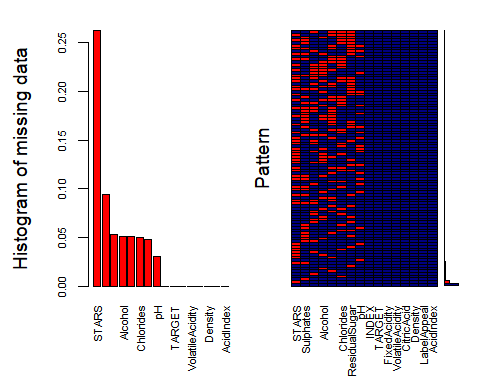 Histogram of missing data
0.25
0.20
0.15
0.10
0.05
0.00
STARS
Alcohol
Chlorides
pH
TARGET
VolatileAcidity
Density
AcidIndex
Pattern
STARS
Sulphates
Alcohol
Chlorides
ResidualSugar
pH
INDEX
TARGET
FixedAcidity
VolatileAcidity
CitricAcid
Density
LabelAppeal
AcidIndex